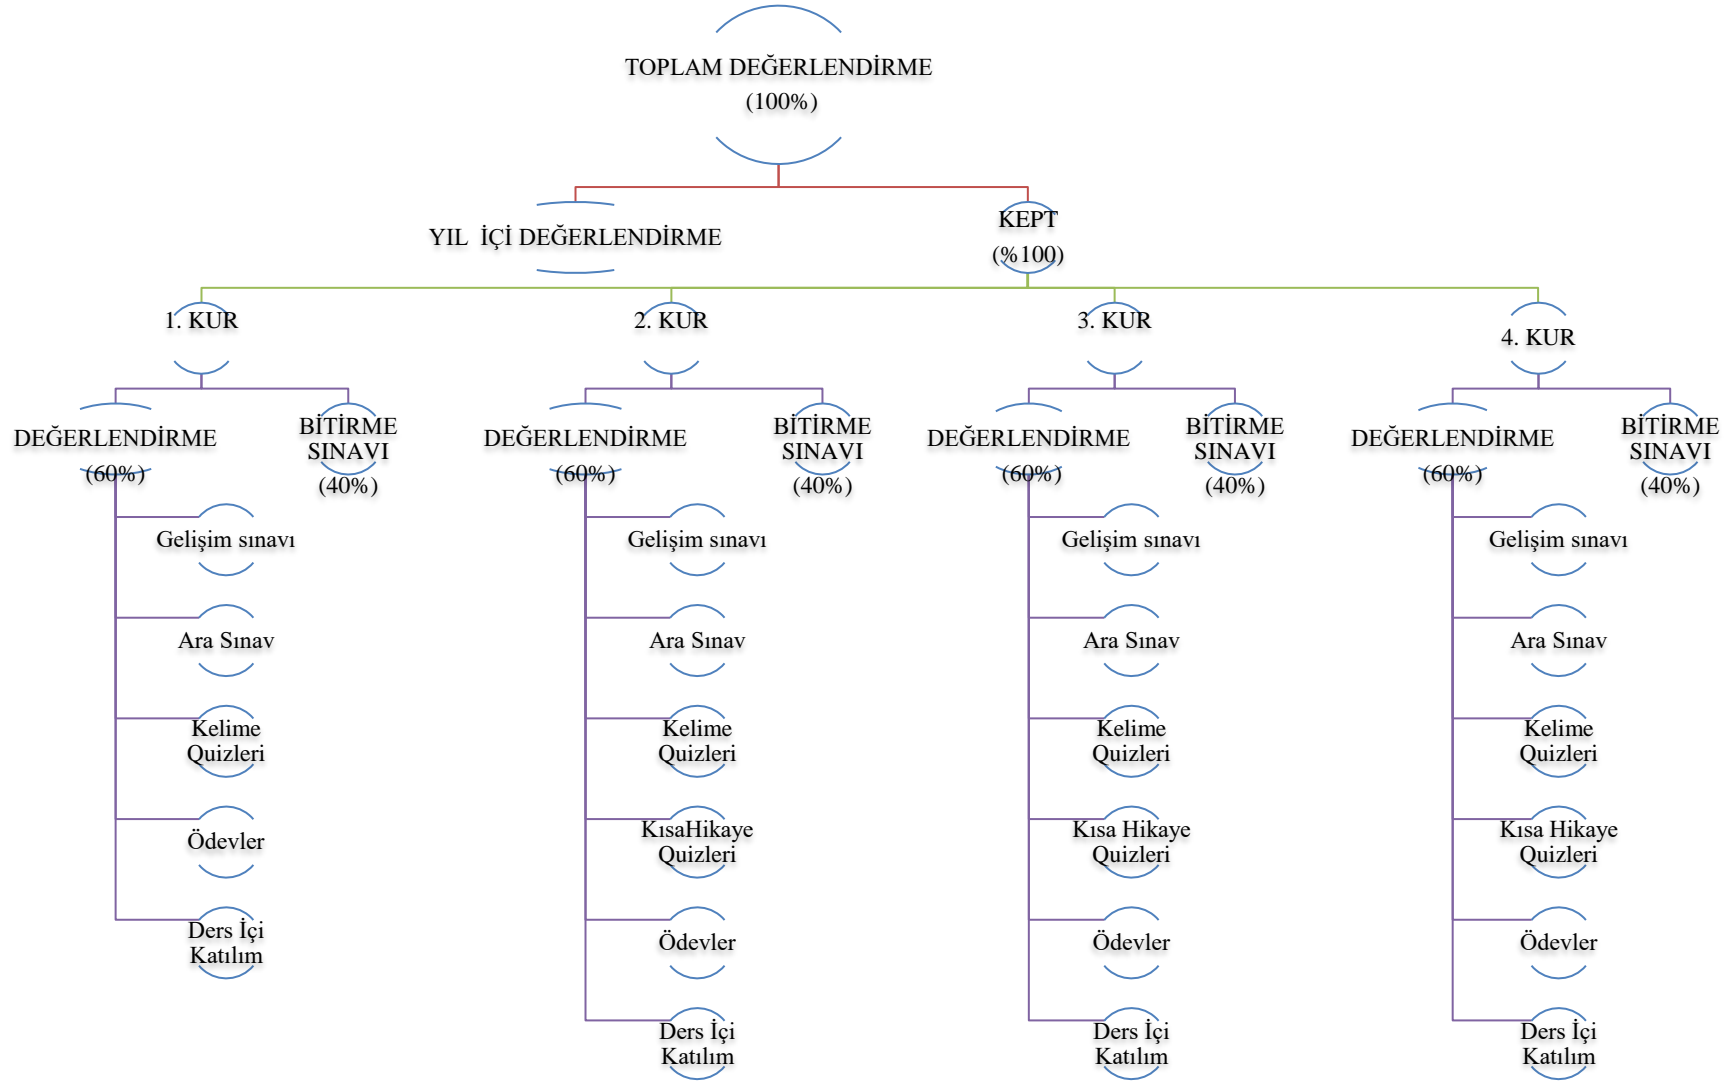 TOPLAM DEĞERLENDİRME
(100%)
YIL İÇİ DEĞERLENDİRME
KEPT
(%100)
1. KUR
2. KUR
3. KUR
4. KUR
DEĞERLENDİRME
(60%)
BİTİRME
SINAVI
(40%)
DEĞERLENDİRME
(60%)
BİTİRME
SINAVI
(40%)
DEĞERLENDİRME
(60%)
BİTİRME
SINAVI
(40%)
DEĞERLENDİRME
(60%)
BİTİRME
SINAVI
(40%)
Gelişim sınavı
Ara Sınav
Kelime
Quizleri
Ödevler
Ders İçi
Katılım
Gelişim sınavı
Ara Sınav
Kelime
Quizleri
KısaHikaye
Quizleri
Ödevler
Ders İçi
Katılım
Gelişim sınavı
Ara Sınav
Kelime
Quizleri
Kısa Hikaye
Quizleri
Ödevler
Ders İçi
Katılım
Gelişim sınavı
Ara Sınav
Kelime
Quizleri
Kısa Hikaye
Quizleri
Ödevler
Ders İçi
Katılım